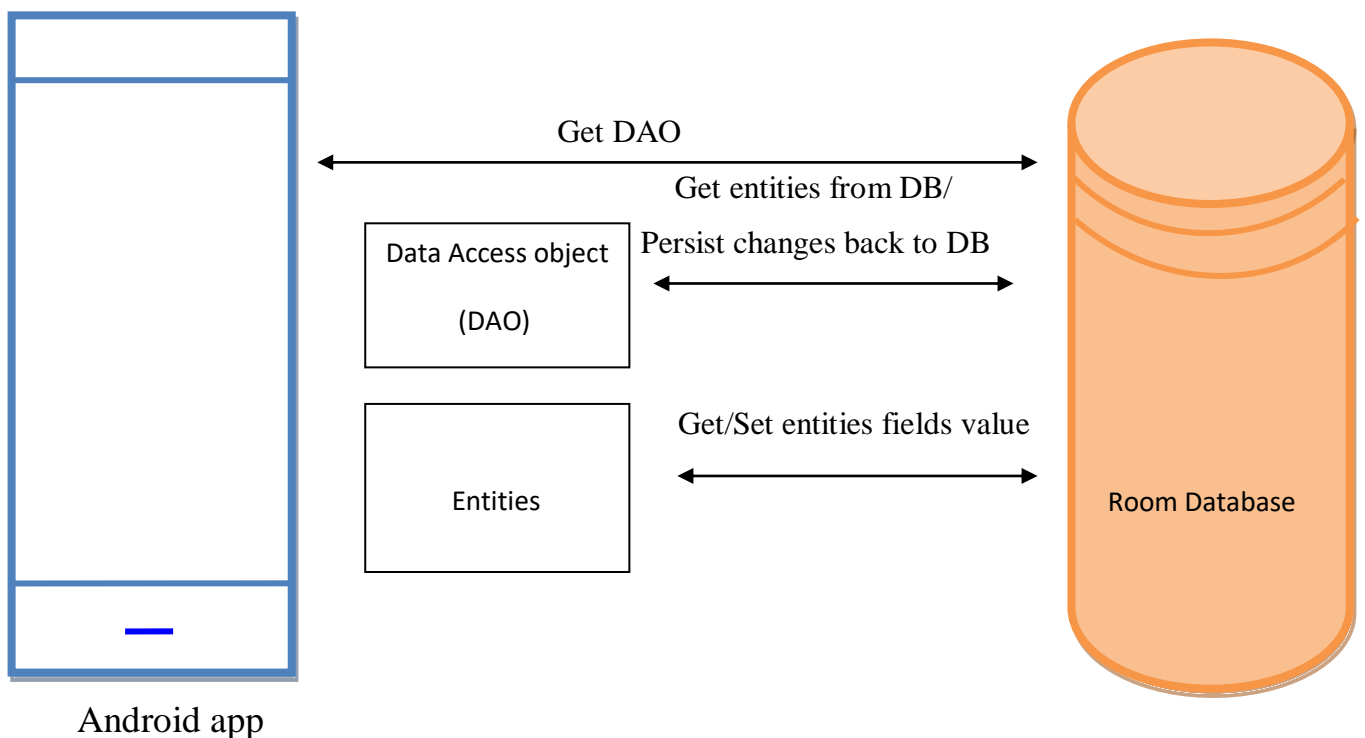 Get DAO
Get entities from DB/
Persist changes back to DB
Data Access object
(DAO)
Get/Set entities fields value
Entities
Room Database
Android app